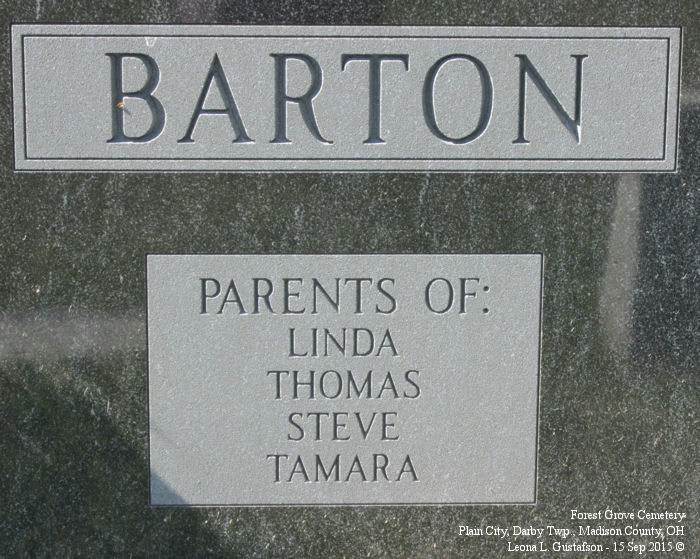 BARTON
PARENTS OF:
LINDA
THOMAS
STEVE
TAMARA
Forest Grove Cemetery
Plain City, Darby Twp., Madison County, OH
Leona L. Gustafson - 15 Sep 2015 ©